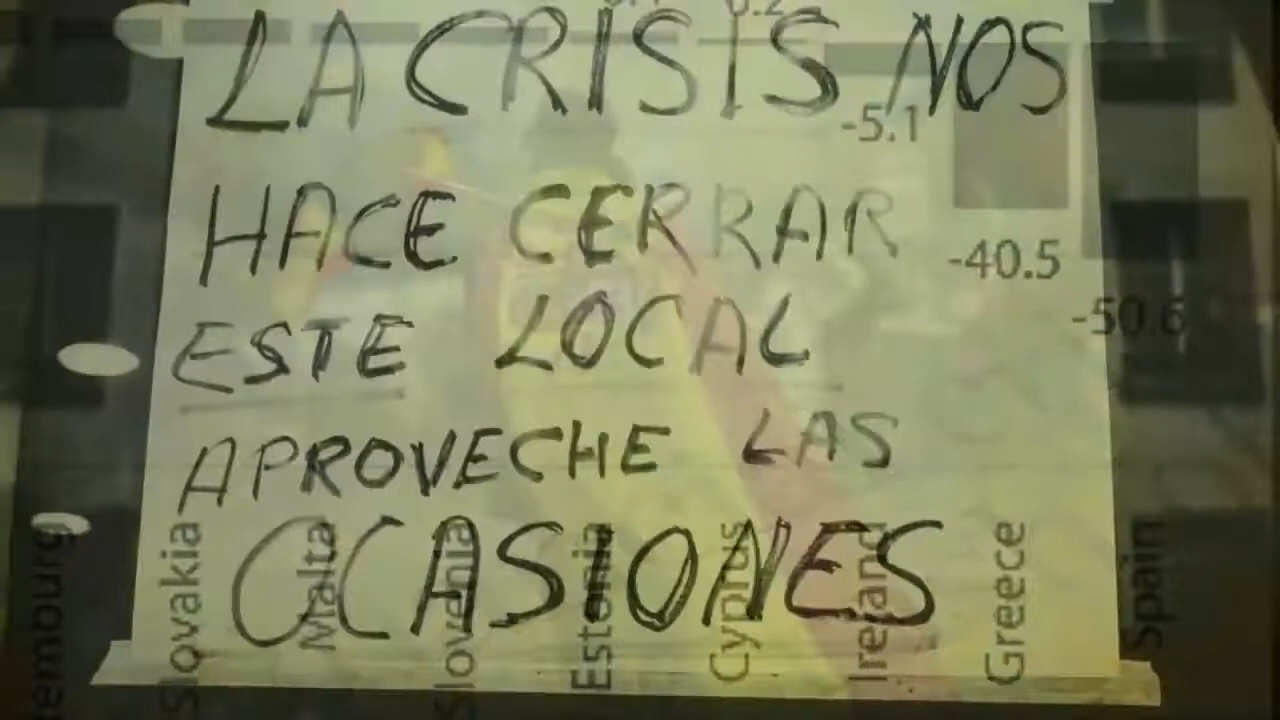 LA CRISIS NOS
-5.1
HACE CERRAR
-40.5
ESTE LOCAL
-50.6
APROVECHE LAS
OCASIONES
Slovakia
Malta
Slovenia
Estonia
Cyprus
Ireland
Greece
Spain